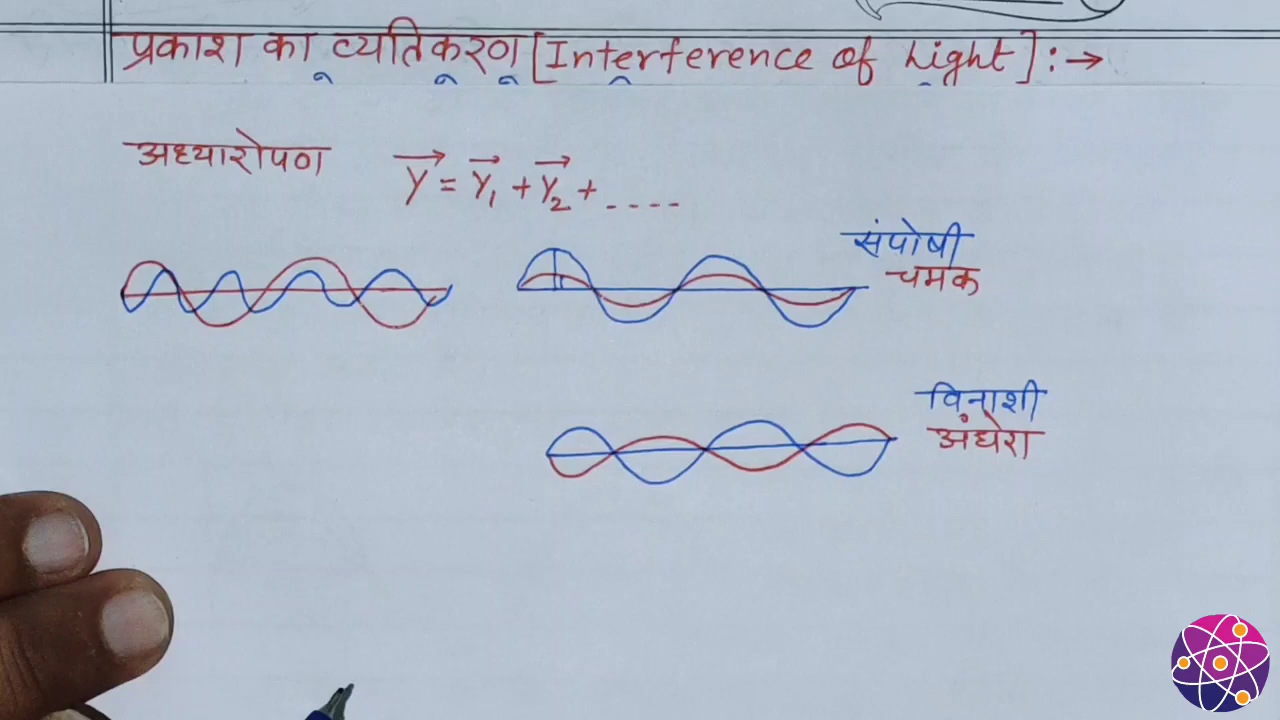 प्रकाश का व्यतिकरण [Interference of Light] :→
अध्यारोपण Y⃗ = Y⃗₁ + Y⃗₂ + ....
संपोषी
चमक
विनाशी
अंधेरा